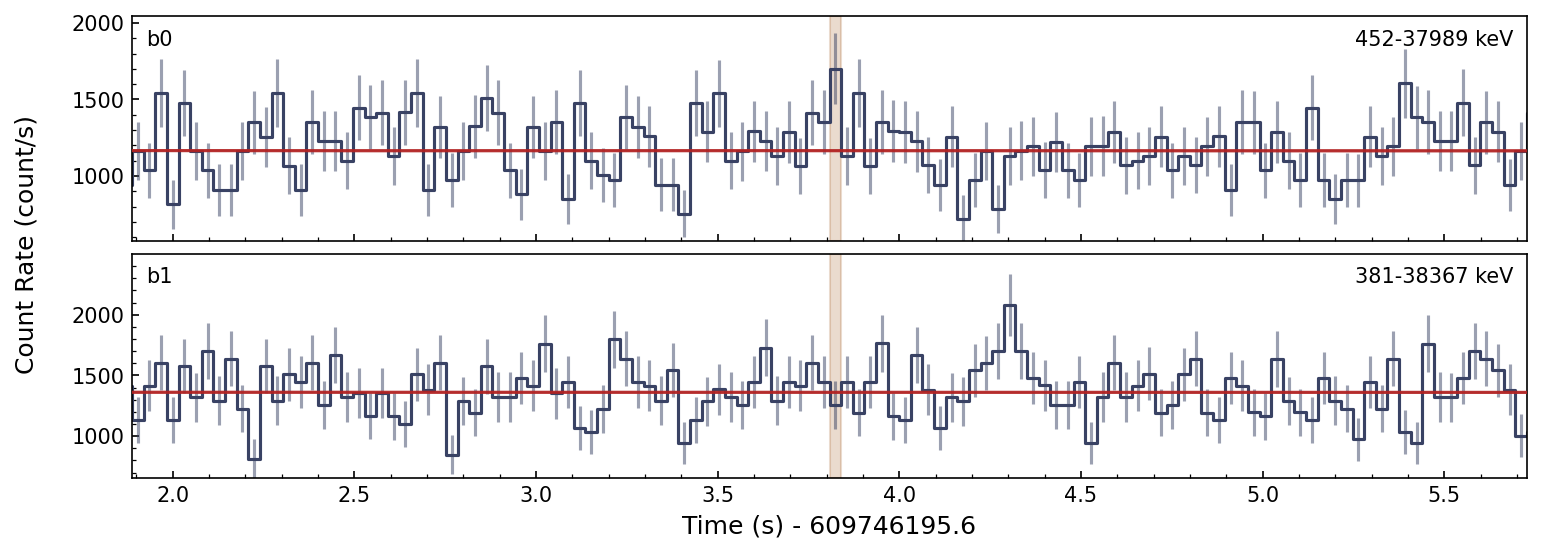 Count Rate (count/s)
2000
1500
1000
b0
452-37989 keV
2000
1500
1000
b1
381-38367 keV
2.0 2.5 3.0 3.5 4.0 4.5 5.0 5.5
Time (s) - 609746195.6